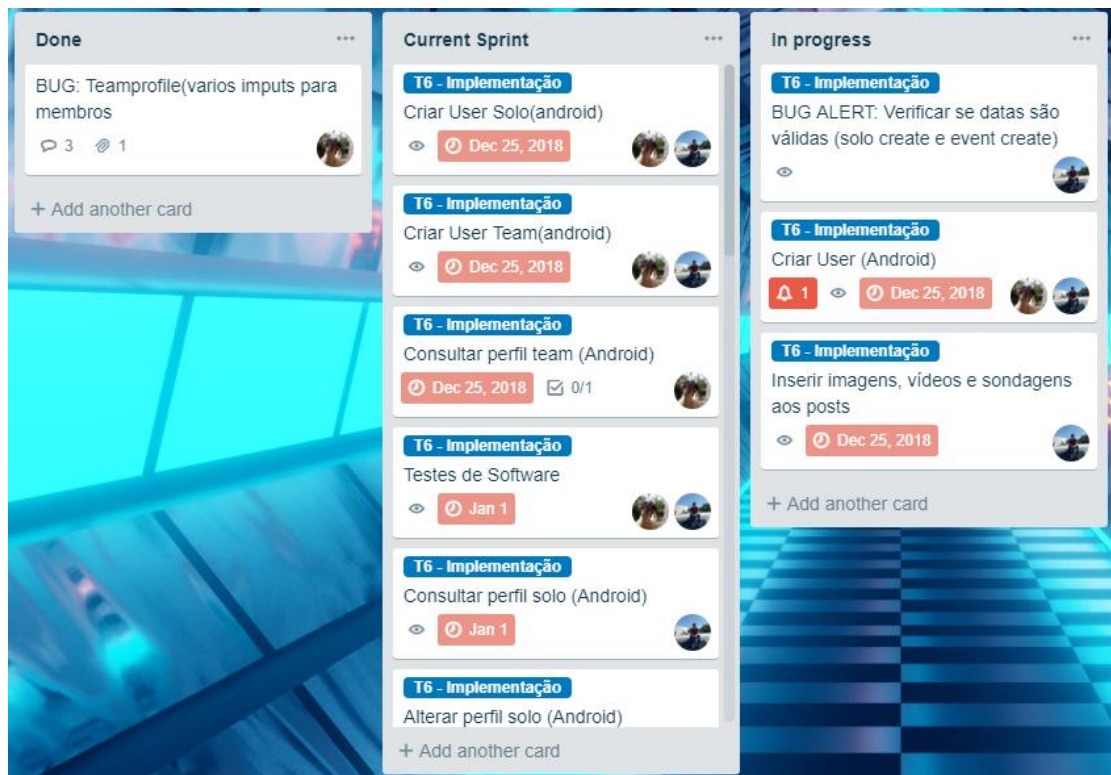 Done
BUG: Teamprofile(varios imputs para
membros
3 1
+ Add another card
Current Sprint
T6 - Implementação
Criar User Solo(android)
Dec 25, 2018
T6 - Implementação
Criar User Team(android)
Dec 25, 2018
T6 - Implementação
Consultar perfil team (Android)
Dec 25, 2018 0/1
T6 - Implementação
Testes de Software
Jan 1
T6 - Implementação
Consultar perfil solo (Android)
Jan 1
T6 - Implementação
Alterar perfil solo (Android)
+ Add another card
In progress
T6 - Implementação
BUG ALERT: Verificar se datas são
válidas (solo create e event create)
T6 - Implementação
Criar User (Android)
1 Dec 25, 2018
T6 - Implementação
Inserir imagens, vídeos e sondagens
aos posts
Dec 25, 2018
+ Add another card